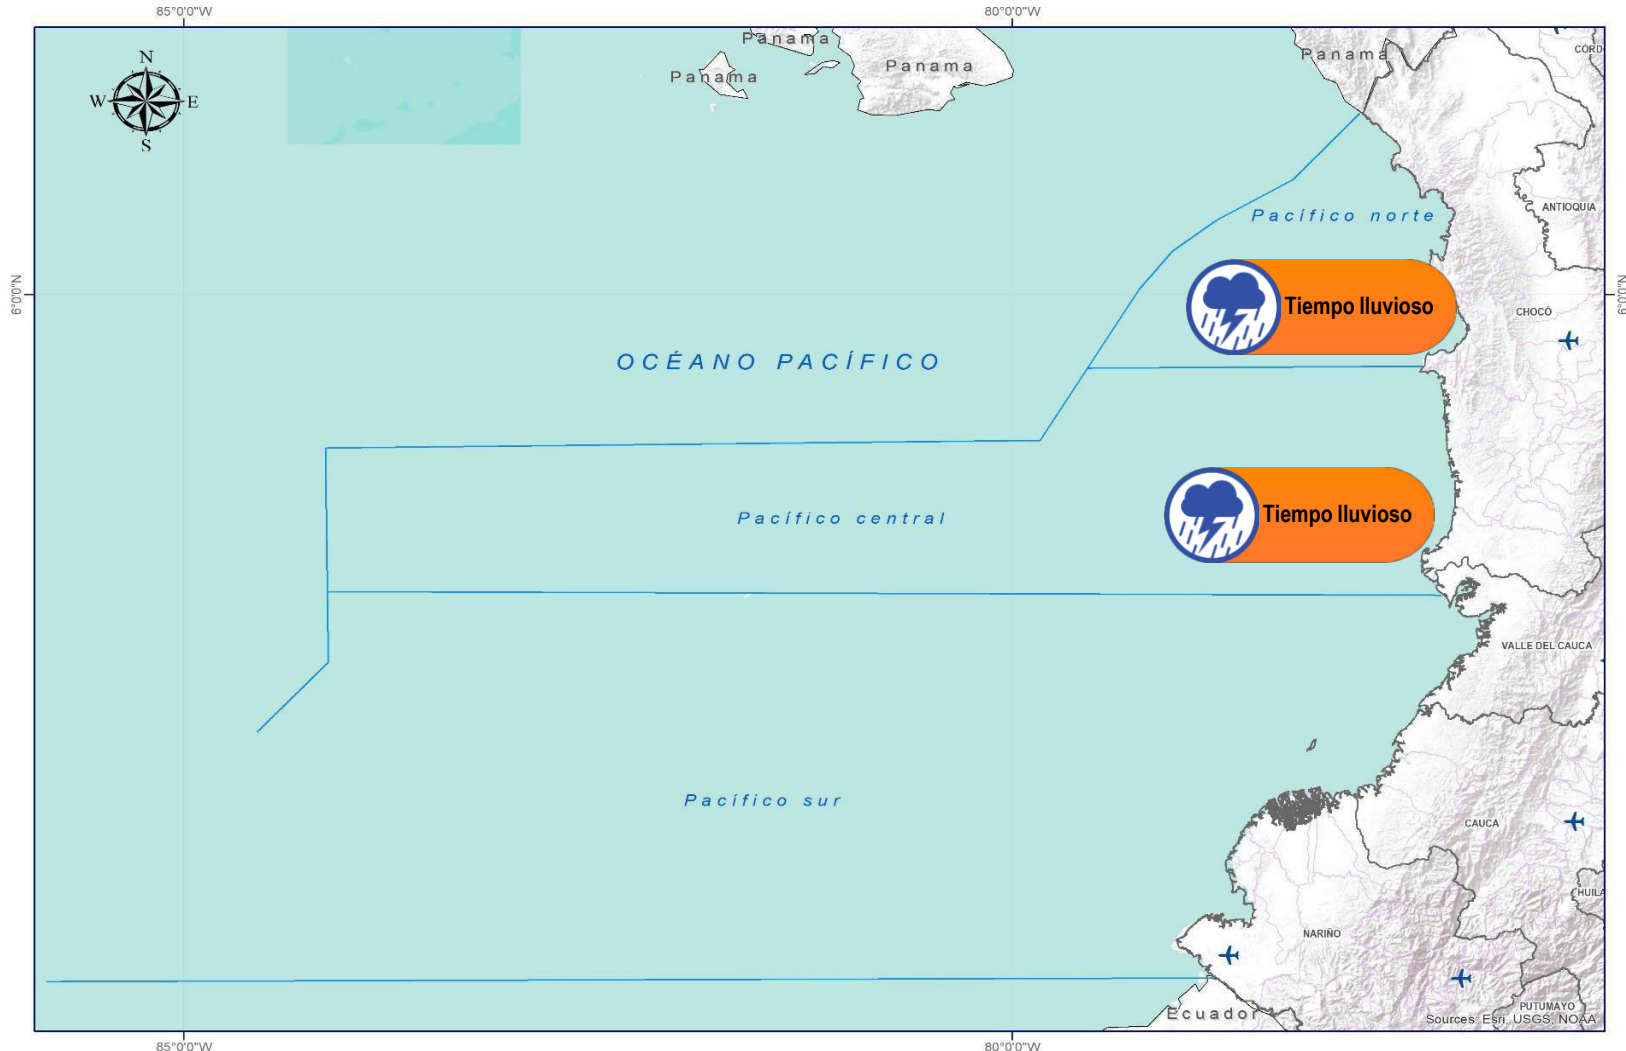 85°0'0"W
80°0'0"W
N
W
E
S
Panama
Panama
Panama
Panama
CORD
ANTIOQUIA
Pacífico norte
6°0'0"N
6°0'0"N
Tiempo lluvioso
CHOCÓ
OCÉANO PACÍFICO
Pacífico central
Tiempo lluvioso
VALLE DEL CAUCA
Pacífico sur
CAUCA
HUILA
NARIÑO
PUTUMAYO
Ecuador
Sources: Esri, USGS, NOAA
85°0'0"W
80°0'0"W